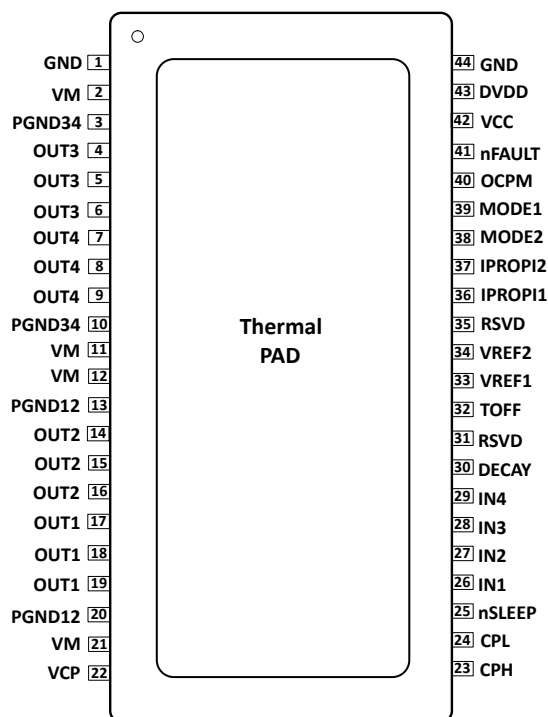 GND 1
VM 2
PGND34 3
OUT3 4
OUT3 5
OUT3 6
OUT4 7
OUT4 8
OUT4 9
PGND34 10
VM 11
VM 12
PGND12 13
OUT2 14
OUT2 15
OUT2 16
OUT1 17
OUT1 18
OUT1 19
PGND12 20
VM 21
VCP 22
Thermal
PAD
44 GND
43 DVDD
42 VCC
41 nFAULT
40 OCPM
39 MODE1
38 MODE2
37 IPROPI2
36 IPROPI1
35 RSVD
34 VREF2
33 VREF1
32 TOFF
31 RSVD
30 DECAY
29 IN4
28 IN3
27 IN2
26 IN1
25 nSLEEP
24 CPL
23 CPH